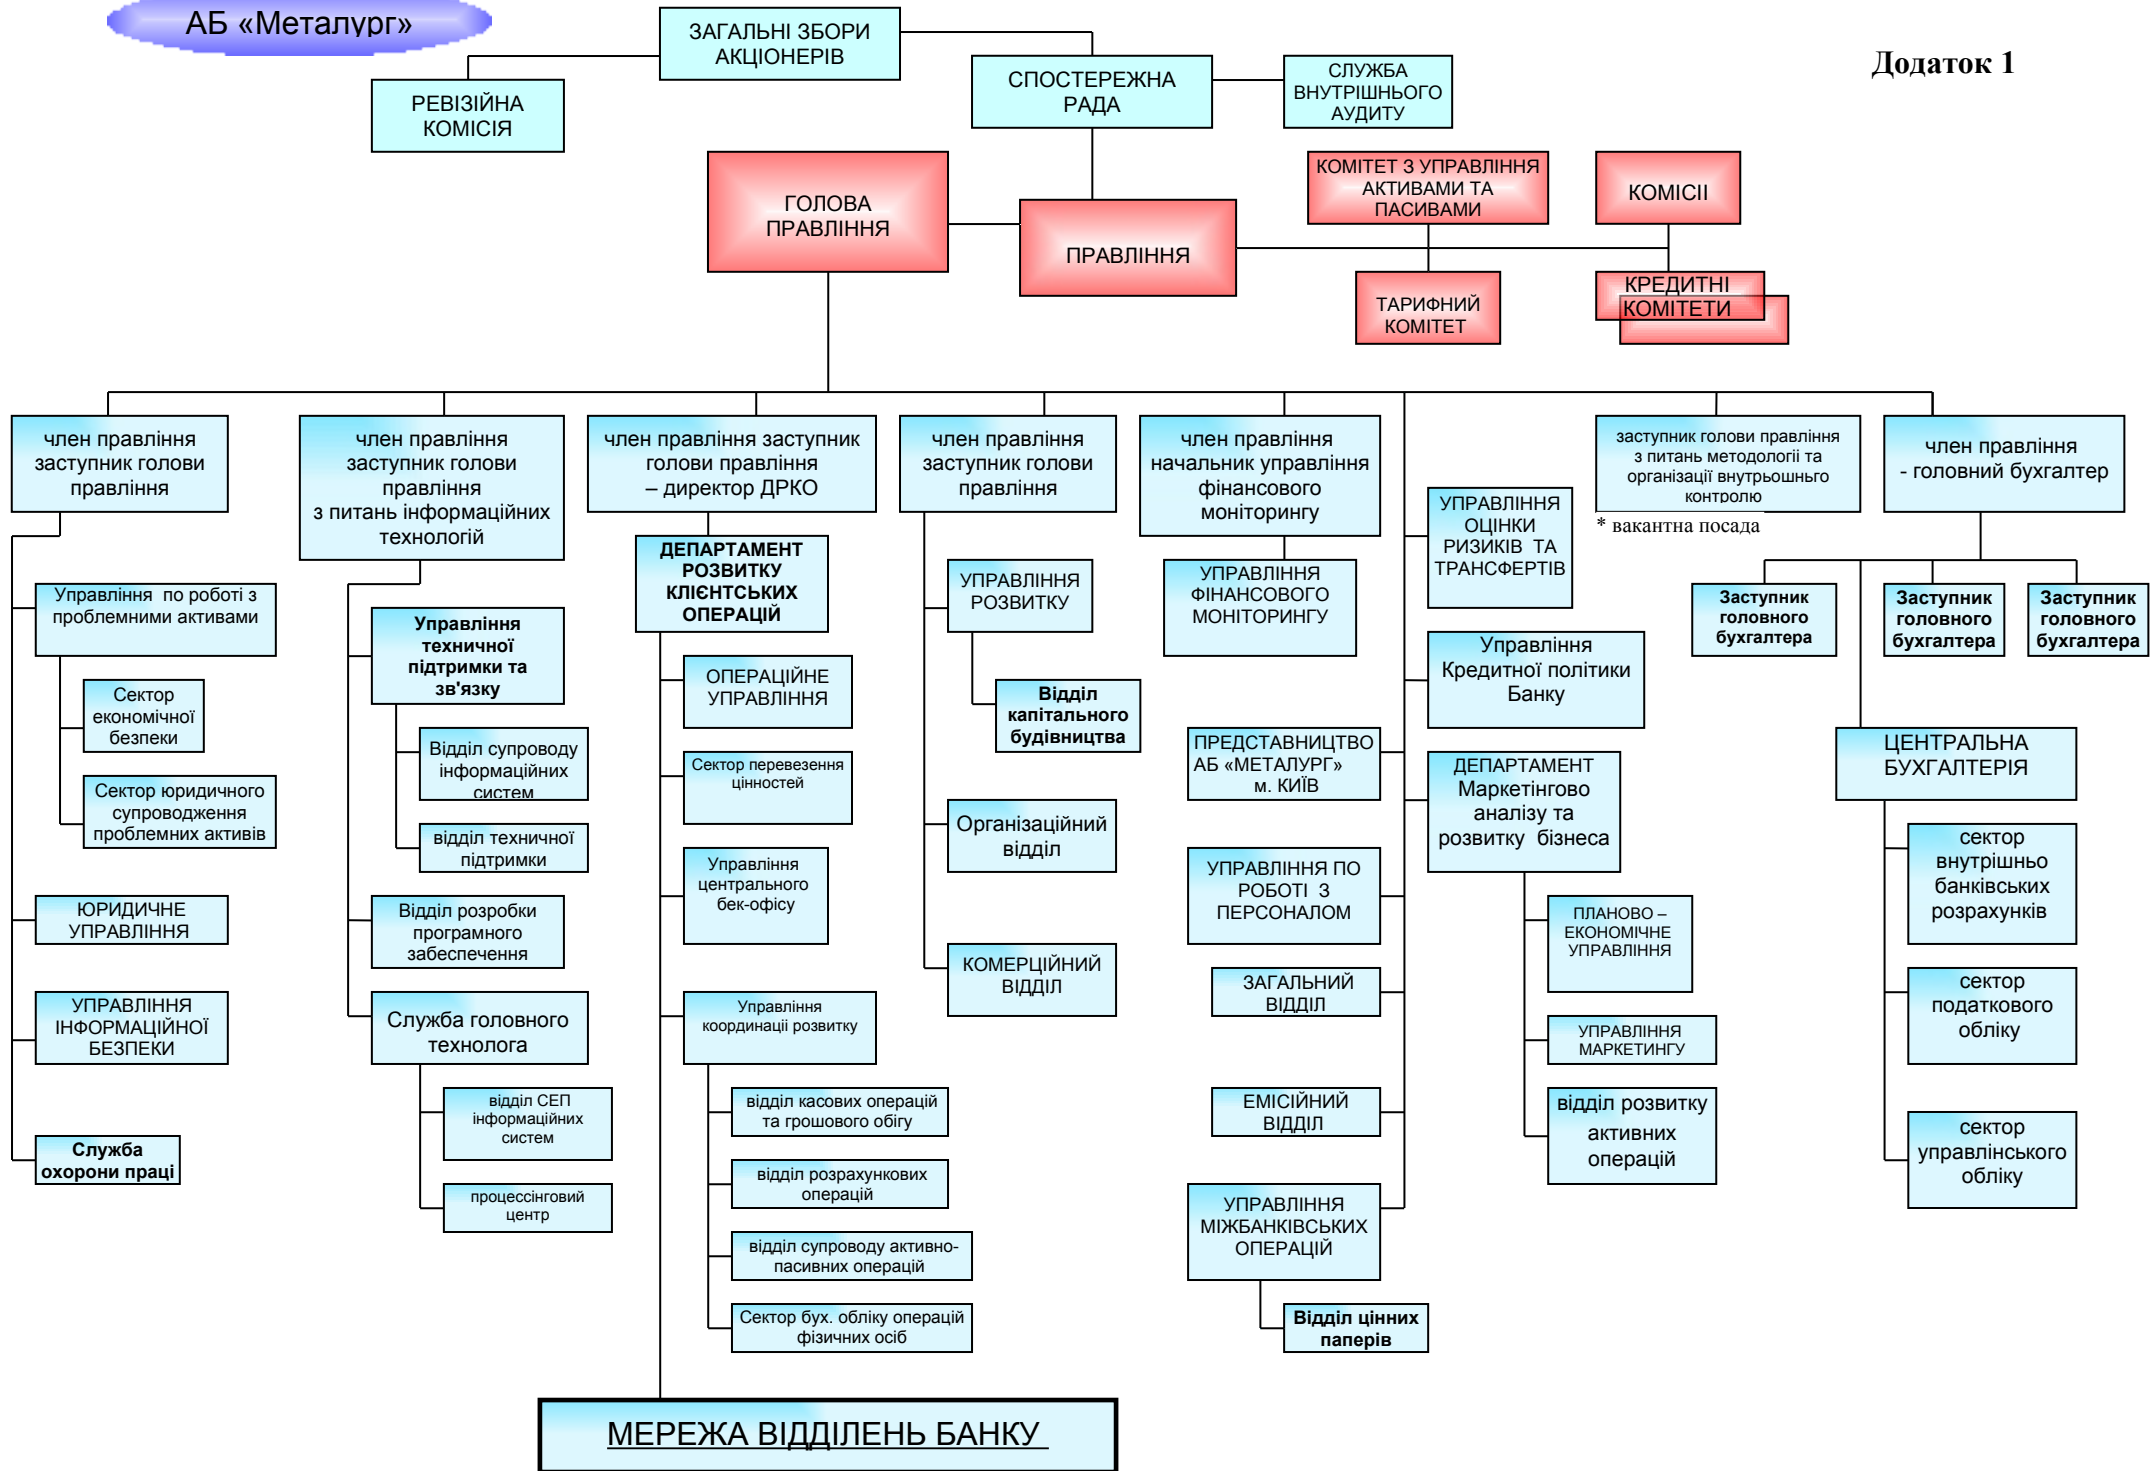 АБ «Металург»
ЗАГАЛЬНІ ЗБОРИ
АКЦІОНЕРІВ
Додаток 1
РЕВІЗІЙНА
КОМІСІЯ
СПОСТЕРЕЖНА
РАДА
СЛУЖБА
ВНУТРІШНЬОГО
АУДИТУ
ГОЛОВА
ПРАВЛІННЯ
ПРАВЛІННЯ
КОМІТЕТ З УПРАВЛІННЯ
АКТИВАМИ ТА
ПАСИВАМИ
КОМІСІІ
ТАРИФНИЙ
КОМІТЕТ
КРЕДИТНІ
КОМІТЕТИ
член правління
заступник голови
правління
Управління  по роботі з
проблемними активами
Сектор
економічної
безпеки
Сектор юридичного
супроводження
проблемних активів
ЮРИДИЧНЕ
УПРАВЛІННЯ
УПРАВЛІННЯ
ІНФОРМАЦІЙНОЇ
БЕЗПЕКИ
Служба
охорони праці
член правління
заступник голови
правління
з питань інформаційних
технологій
Управління
техничної
підтримки та
зв'язку
Відділ супроводу
інформаційних
систем
відділ техничної
підтримки
Відділ розробки
програмного
забеспечення
Служба головного
технолога
відділ СЕП
інформаційних
систем
процессінговий
центр
член правління заступник
голови правління
– директор ДРКО
ДЕПАРТАМЕНТ
РОЗВИТКУ
КЛІЄНТСЬКИХ
ОПЕРАЦІЙ
ОПЕРАЦІЙНЕ
УПРАВЛІННЯ
Сектор перевезення
цінностей
Управління
центрального
бек-офісу
Управління
координаціі розвитку
відділ касових операцій
та грошового обігу
відділ розрахункових
операцій
відділ супроводу активно-
пасивних операцій
Сектор бух. обліку операцій
фізичних осіб
МЕРЕЖА ВІДДІЛЕНЬ БАНКУ
член правління
заступник голови
правління
УПРАВЛІННЯ
РОЗВИТКУ
Відділ
капітального
будівництва
Організаційний
відділ
КОМЕРЦІЙНИЙ
ВІДДІЛ
член правління
начальник управління
фінансового
моніторингу
УПРАВЛІННЯ
ФІНАНСОВОГО
МОНІТОРИНГУ
ПРЕДСТАВНИЦТВО
АБ «МЕТАЛУРГ»
м. КИЇВ
УПРАВЛІННЯ ПО
РОБОТІ  З
ПЕРСОНАЛОМ
ЗАГАЛЬНИЙ
ВІДДІЛ
ЕМІСІЙНИЙ
ВІДДІЛ
УПРАВЛІННЯ
МІЖБАНКІВСЬКИХ
ОПЕРАЦІЙ
Відділ цінних
паперів
УПРАВЛІННЯ
ОЦІНКИ
РИЗИКІВ  ТА
ТРАНСФЕРТІВ
Управління
Кредитної політики
Банку
ДЕПАРТАМЕНТ
Маркетінгово
аналізу та
розвитку  бізнеса
ПЛАНОВО –
ЕКОНОМІЧНЕ
УПРАВЛІННЯ
УПРАВЛІННЯ
МАРКЕТИНГУ
відділ розвитку
активних
операцій
заступник голови правління
з питань методологіі та
організації внутрьошньго
контролю
* вакантна посада
член правління
- головний бухгалтер
Заступник
головного
бухгалтера
Заступник
головного
бухгалтера
Заступник
головного
бухгалтера
ЦЕНТРАЛЬНА
БУХГАЛТЕРІЯ
сектор
внутрішньо
банківських
розрахунків
сектор
податкового
обліку
сектор
управлінського
обліку